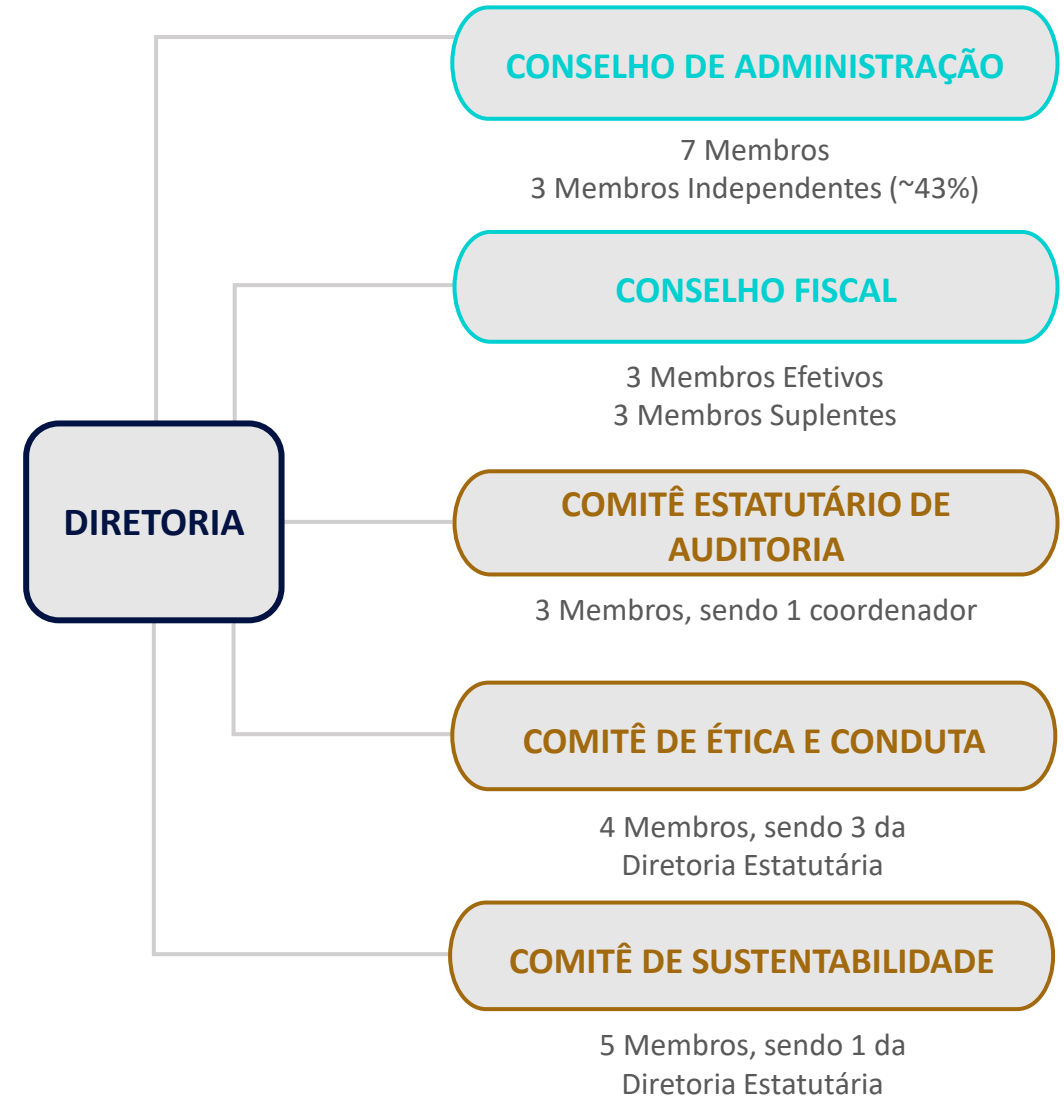 CONSELHO DE ADMINISTRAÇÃO
7 Membros
3 Membros Independentes (~43%)
CONSELHO FISCAL
3 Membros Efetivos
3 Membros Suplentes
DIRETORIA
COMITÊ ESTATUTÁRIO DE
AUDITORIA
3 Membros, sendo 1 coordenador
COMITÊ DE ÉTICA E CONDUTA
4 Membros, sendo 3 da
Diretoria Estatutária
COMITÊ DE SUSTENTABILIDADE
5 Membros, sendo 1 da
Diretoria Estatutária